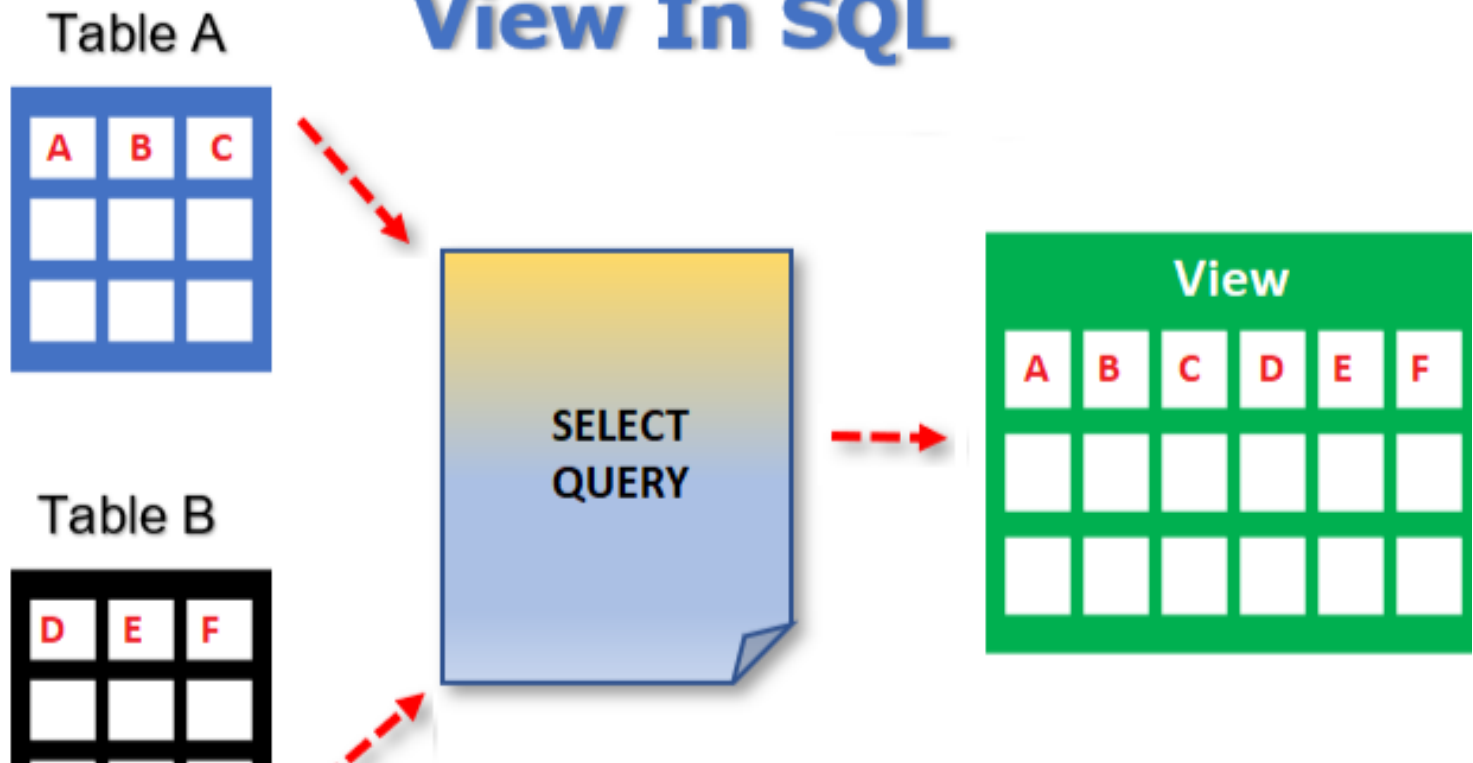 View In SQL
Table A
A B C
SELECT
QUERY
View
A B C D E F
Table B
D E F